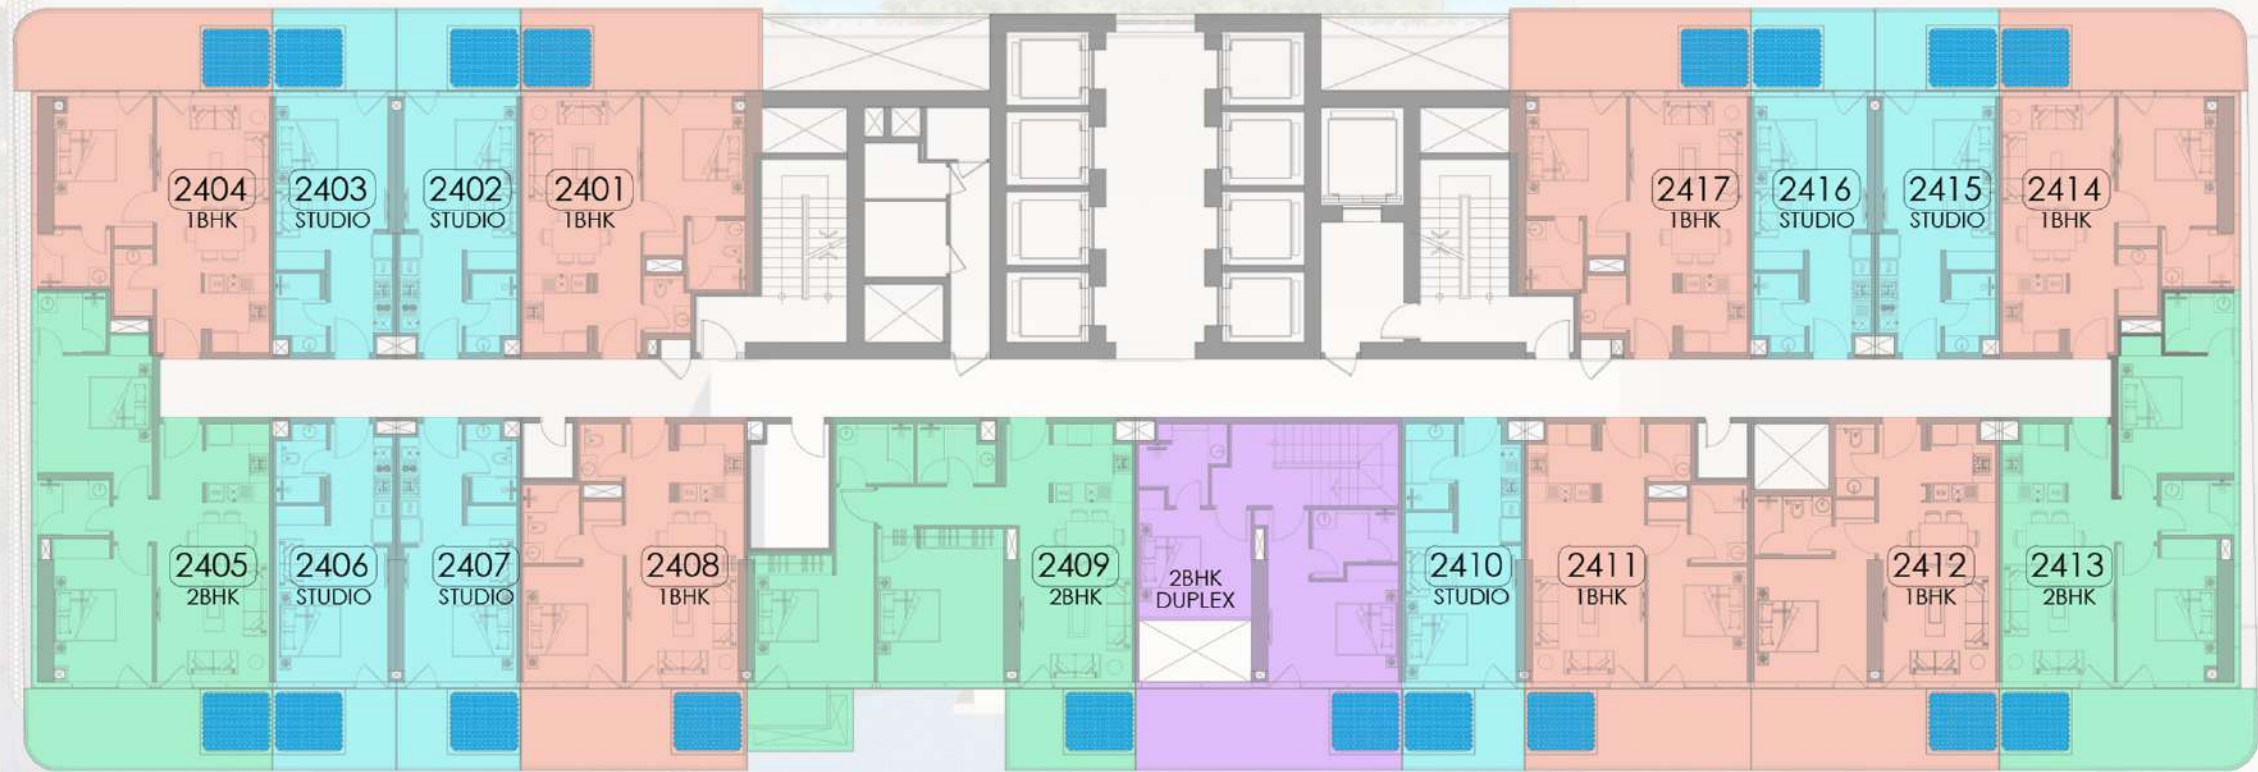 2404
1BHK
2403
STUDIO
2402
STUDIO
2401
1BHK
2417
1BHK
2416
STUDIO
2415
STUDIO
2414
1BHK
2405
2BHK
2406
STUDIO
2407
STUDIO
2408
1BHK
2409
2BHK
2BHK
DUPLEX
2410
STUDIO
2411
1BHK
2412
1BHK
2413
2BHK